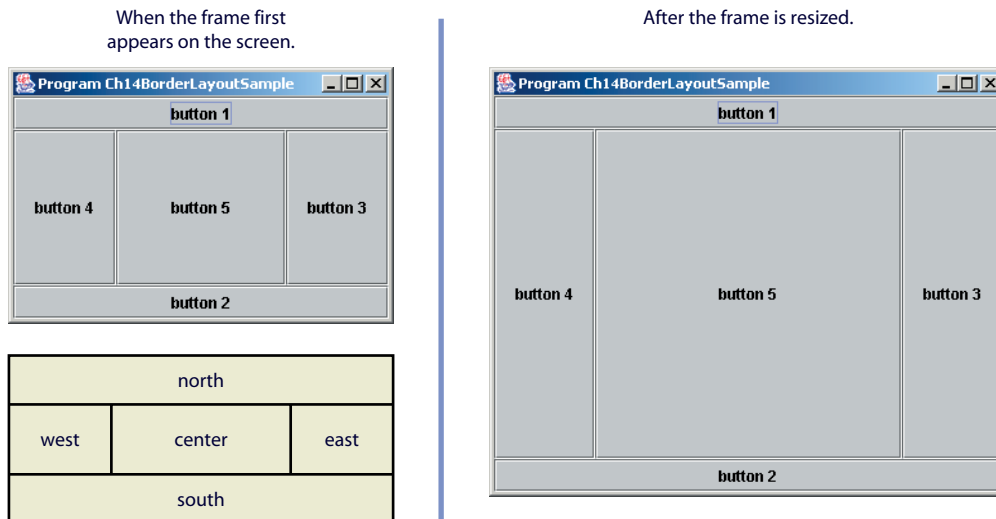 When the frame first
appears on the screen.
Program Ch14BorderLayoutSample
button 1
button 4
button 5
button 3
button 2
north
west
center
east
south
After the frame is resized.
Program Ch14BorderLayoutSample
button 1
button 4
button 5
button 3
button 2